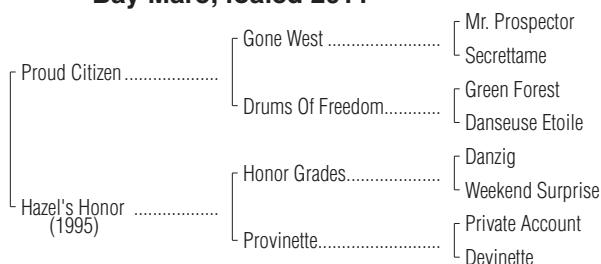 Bay Mare, foaled 2011
Mr. Prospector
Gone West ........................
Secrettame
Proud Citizen ....................
Green Forest
Drums Of Freedom............
Danseuse Etoile
Danzig
Honor Grades....................
Weekend Surprise
Hazel's Honor ..................
(1995)
Private Account
Provinette..........................
Devinette